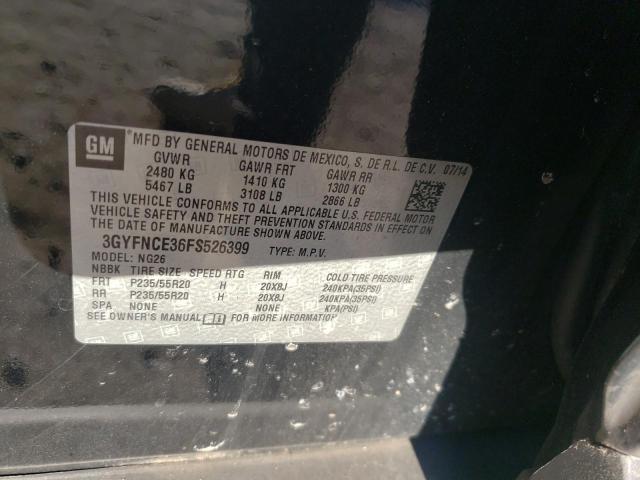 GM
*MFD BY GENERAL MOTORS DE MEXICO, S. DE R.L. DE C.V. 07/14
GVWR GAWR FRT GAWR RR
2480 KG 1410 KG 1300 KG
5467 LB 3108 LB 2866 LB
THIS VEHICLE CONFORMS TO ALL APPLICABLE U.S. FEDERAL MOTOR
VEHICLE SAFETY, AND THEFT PREVENTION STANDARDS IN EFFECT ON
THE DATE OF MANUFACTURE SHOWN ABOVE.
3GYFNCE36FS526399 TYPE: M.P.V.
MODEL: NG26
NBBK TIRE SIZE SPEED RTG RIM COLD TIRE PRESSURE
FRT P235/55R20 H 20X8J 240KPA(35PSI)
RR P235/55R20 H 20X8J 240KPA(35PSI)
SPA NONE NONE KPA(PSI)
SEE OWNER'S MANUAL FOR MORE INFORMATION